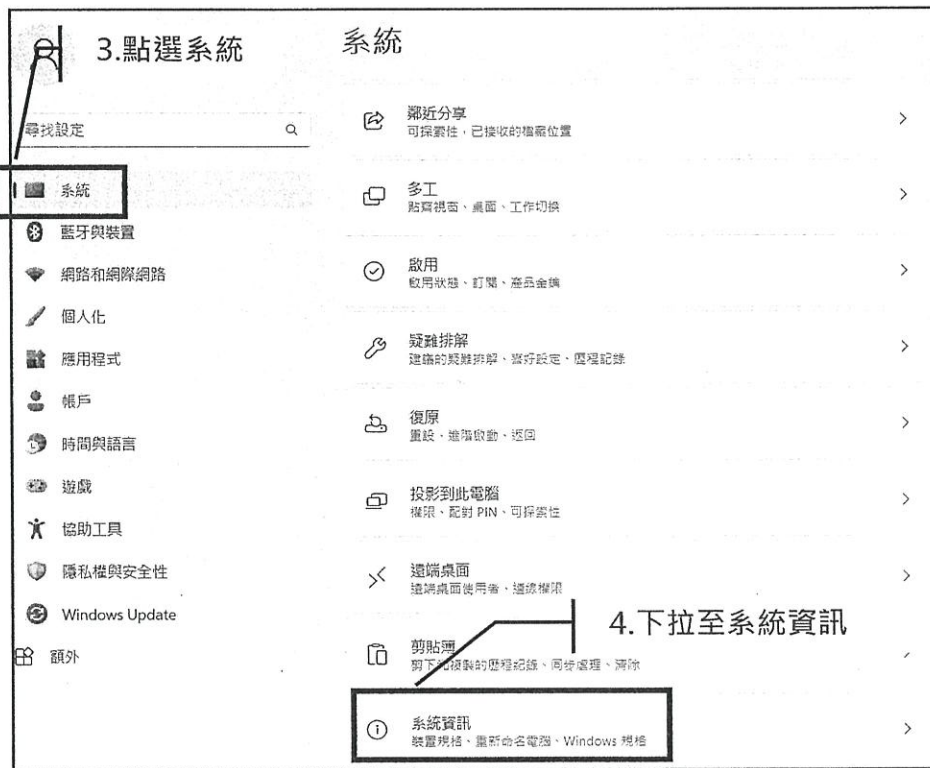 3.點選系統
尋找設定
系統
藍牙與裝置
網路和網際網路
個人化
應用程式
帳戶
時間與語言
遊戲
協助工具
隱私權與安全性
Windows Update
額外
系統
鄰近分享
可探索性、已接收的檔案位置
多工
貼齊視窗、桌面、工作切換
啟用
啟用狀態、訂閱、產品金鑰
疑難排解
建議的疑難排解、喜好設定、歷程記錄
復原
重設、進階啟動、返回
投影到此電腦
權限、配對 PIN、可探索性
遠端桌面
遠端桌面使用者、連線權限
4.下拉至系統資訊
剪貼簿
剪下和複製的歷程記錄、同步處理、清除
系統資訊
裝置規格、重新命名電腦、Windows 規格